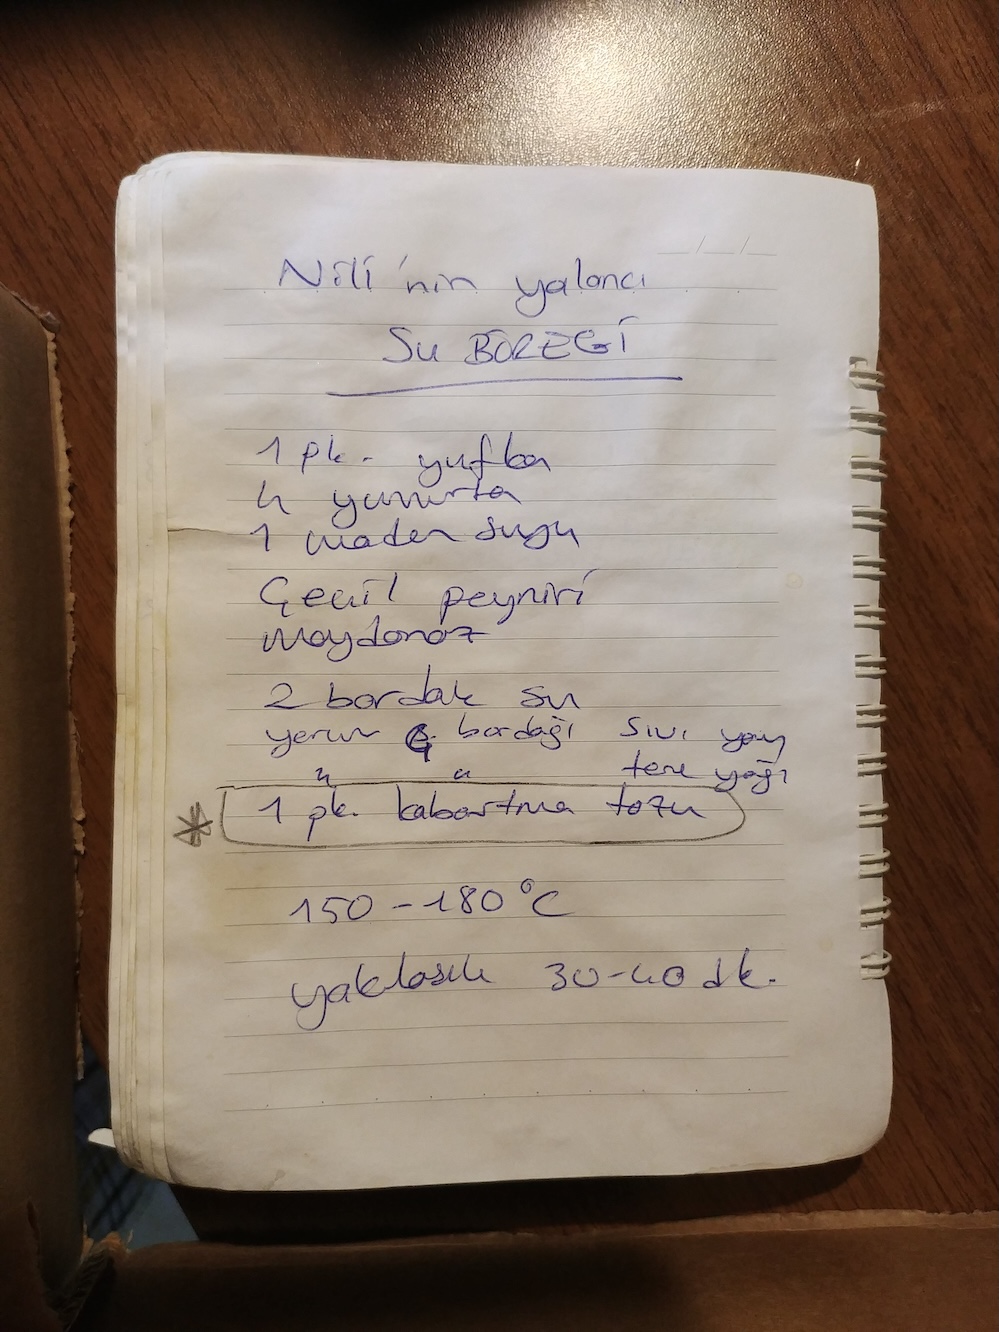 Nili'nin yalancı
Su BÖREĞİ
1 pk. yufka
4 yumurta
1 maden suyu
Çeçil peyniri
Maydonoz
2 bardak su
yarım Ç. bardağı sıvı yağ
" " tere yağı
* 1 pk. kabartma tozu
150-180°C
yaklaşık 30-40 dk.